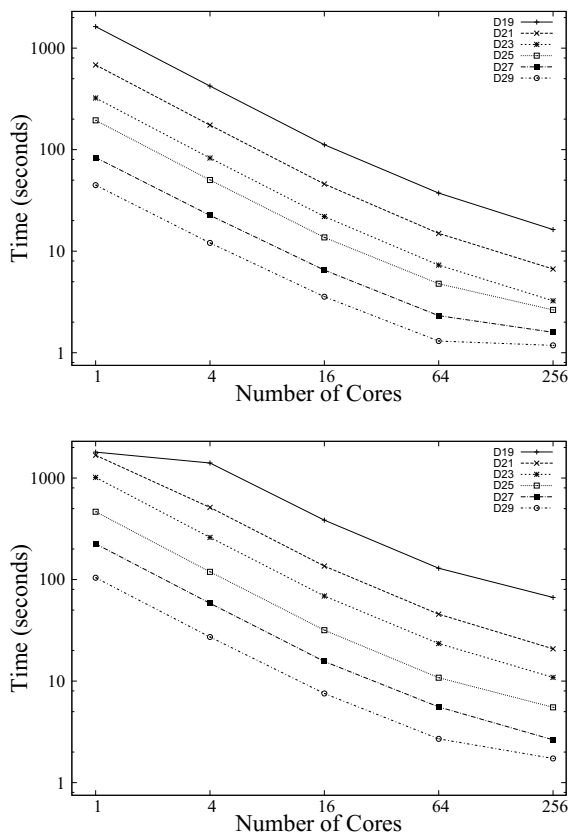 D19
D21
D23
D25
D27
D29
1000
100
10
1
Time (seconds)
1 4 16 64 256
Number of Cores
D19
D21
D23
D25
D27
D29
1000
100
10
1
Time (seconds)
1 4 16 64 256
Number of Cores